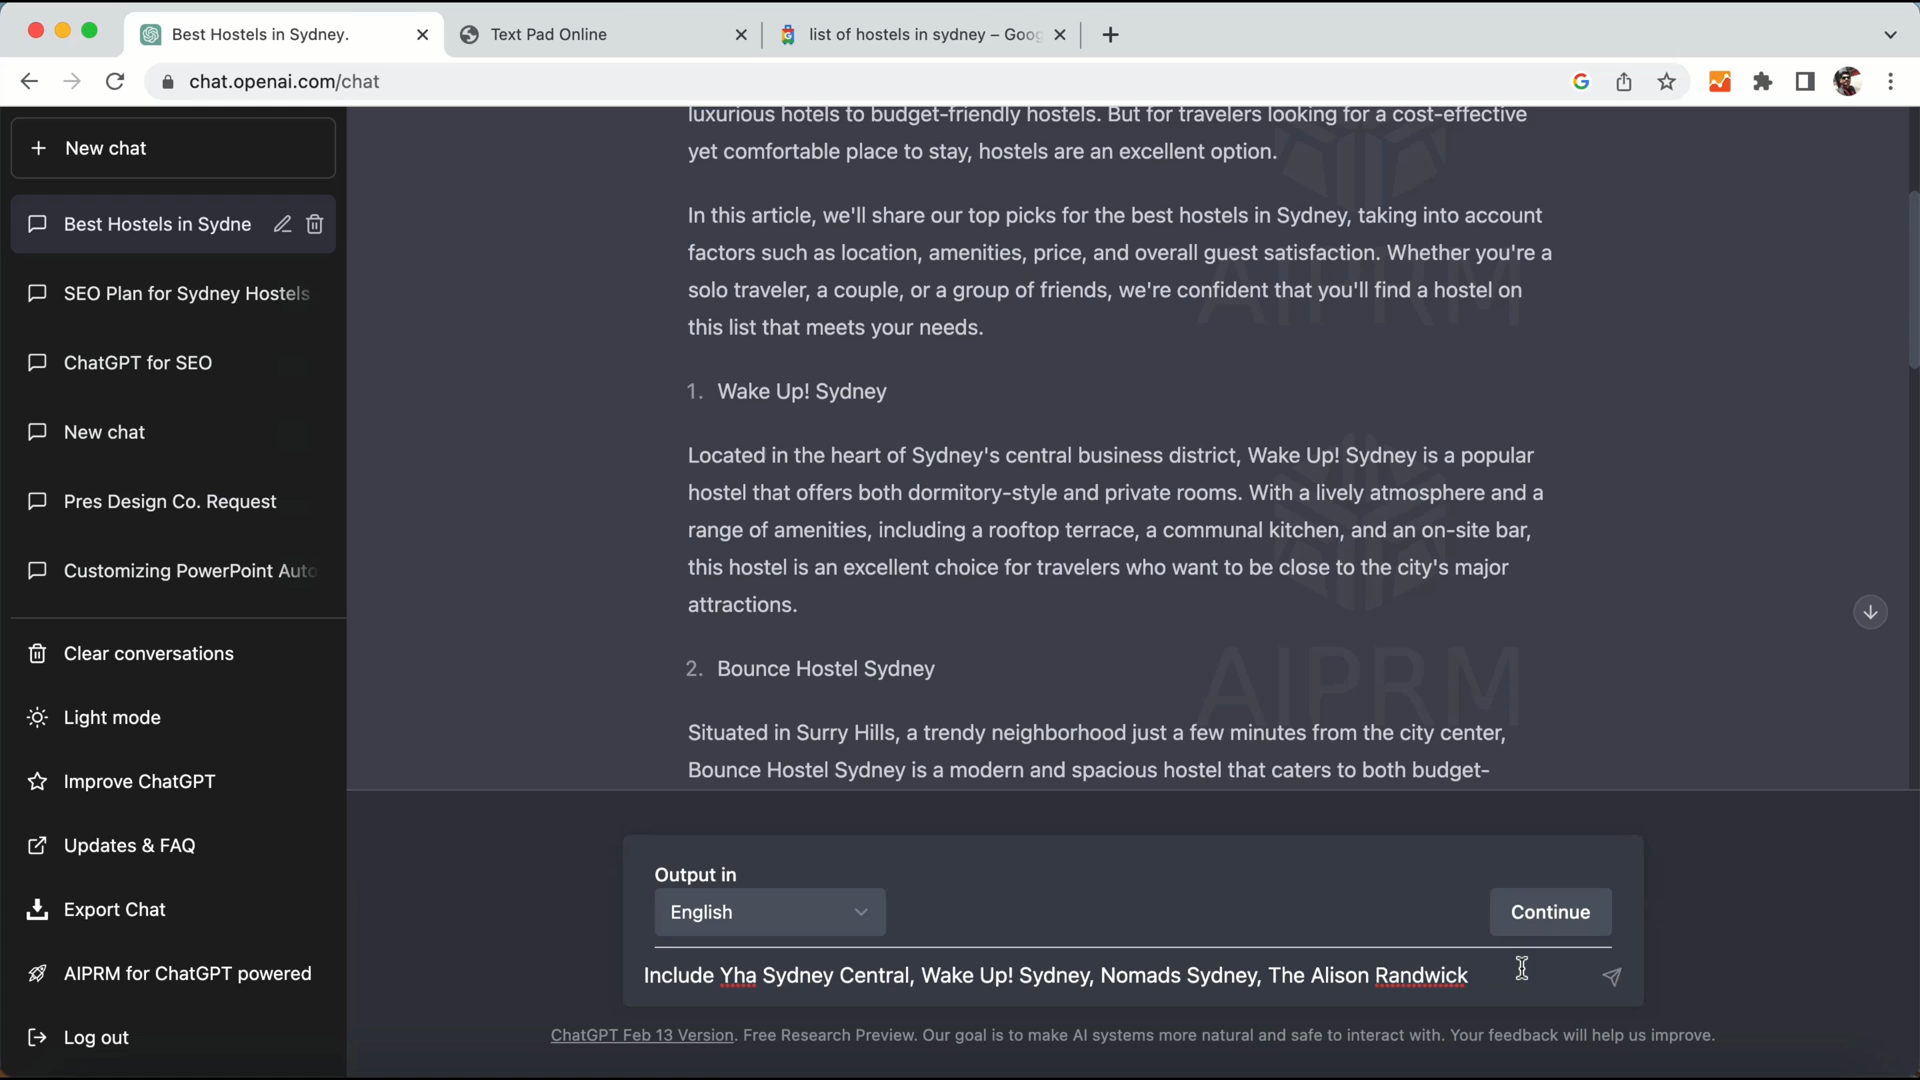 Best Hostels in Sydney.
Text Pad Online
list of hostels in sydney – Goog
chat.openai.com/chat
New chat
Best Hostels in Sydne
SEO Plan for Sydney Hostels
ChatGPT for SEO
New chat
Pres Design Co. Request
Customizing PowerPoint Auto
Clear conversations
Light mode
Improve ChatGPT
Updates & FAQ
Export Chat
AIPRM for ChatGPT powered
Log out
luxurious hotels to budget-friendly hostels. But for travelers looking for a cost-effective
yet comfortable place to stay, hostels are an excellent option.
In this article, we'll share our top picks for the best hostels in Sydney, taking into account
factors such as location, amenities, price, and overall guest satisfaction. Whether you're a
solo traveler, a couple, or a group of friends, we're confident that you'll find a hostel on
this list that meets your needs.
1. Wake Up! Sydney
Located in the heart of Sydney's central business district, Wake Up! Sydney is a popular
hostel that offers both dormitory-style and private rooms. With a lively atmosphere and a
range of amenities, including a rooftop terrace, a communal kitchen, and an on-site bar,
this hostel is an excellent choice for travelers who want to be close to the city's major
attractions.
2. Bounce Hostel Sydney
Situated in Surry Hills, a trendy neighborhood just a few minutes from the city center,
Bounce Hostel Sydney is a modern and spacious hostel that caters to both budget-
AIPRM
AIPRM
Output in
English
Continue
Include Yha Sydney Central, Wake Up! Sydney, Nomads Sydney, The Alison Randwick
ChatGPT Feb 13 Version. Free Research Preview. Our goal is to make AI systems more natural and safe to interact with. Your feedback will help us improve.